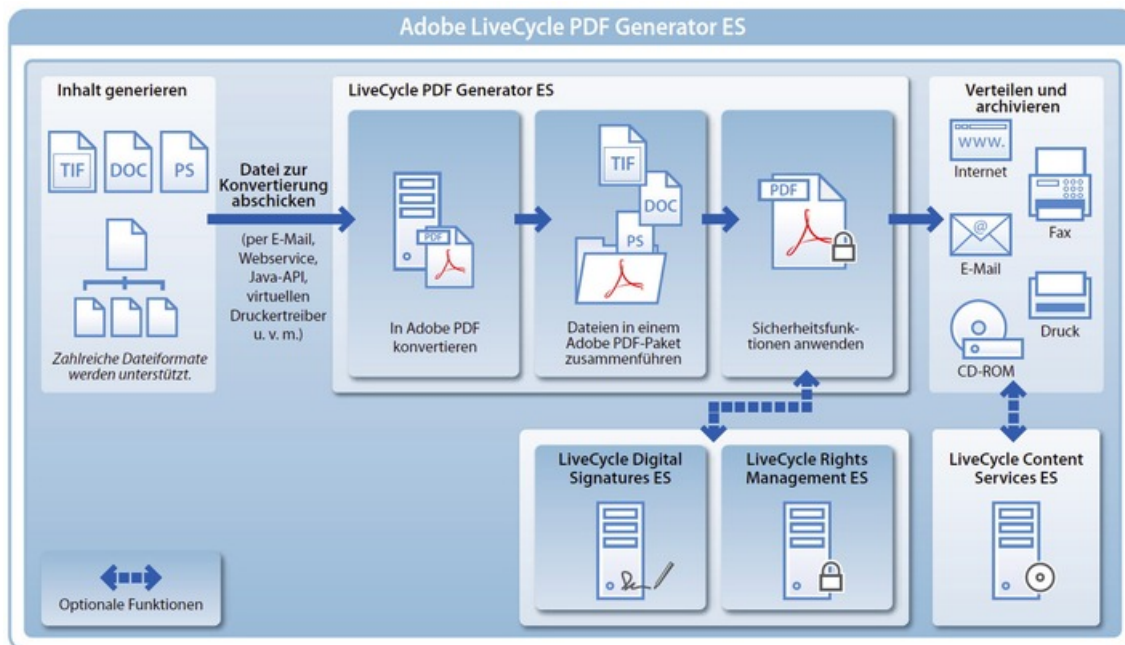 Adobe LiveCycle PDF Generator ES
Inhalt generieren
TIF
DOC
PS
Zahlreiche Dateiformate
werden unterstützt.
Datei zur
Konvertierung
abschicken
(per E-Mail,
Webservice,
Java-API,
virtuellen
Druckertreiber
u. v. m.)
LiveCycle PDF Generator ES
PDF
In Adobe PDF
konvertieren
TIF
DOC
PS
Dateien in einem
Adobe PDF-Paket
zusammenführen
PDF
Sicherheitsfunk-
tionen anwenden
Verteilen und
archivieren
www.
Internet
Fax
@
E-Mail
Druck
CD-ROM
LiveCycle Digital
Signatures ES
LiveCycle Rights
Management ES
LiveCycle Content
Services ES
Optionale Funktionen